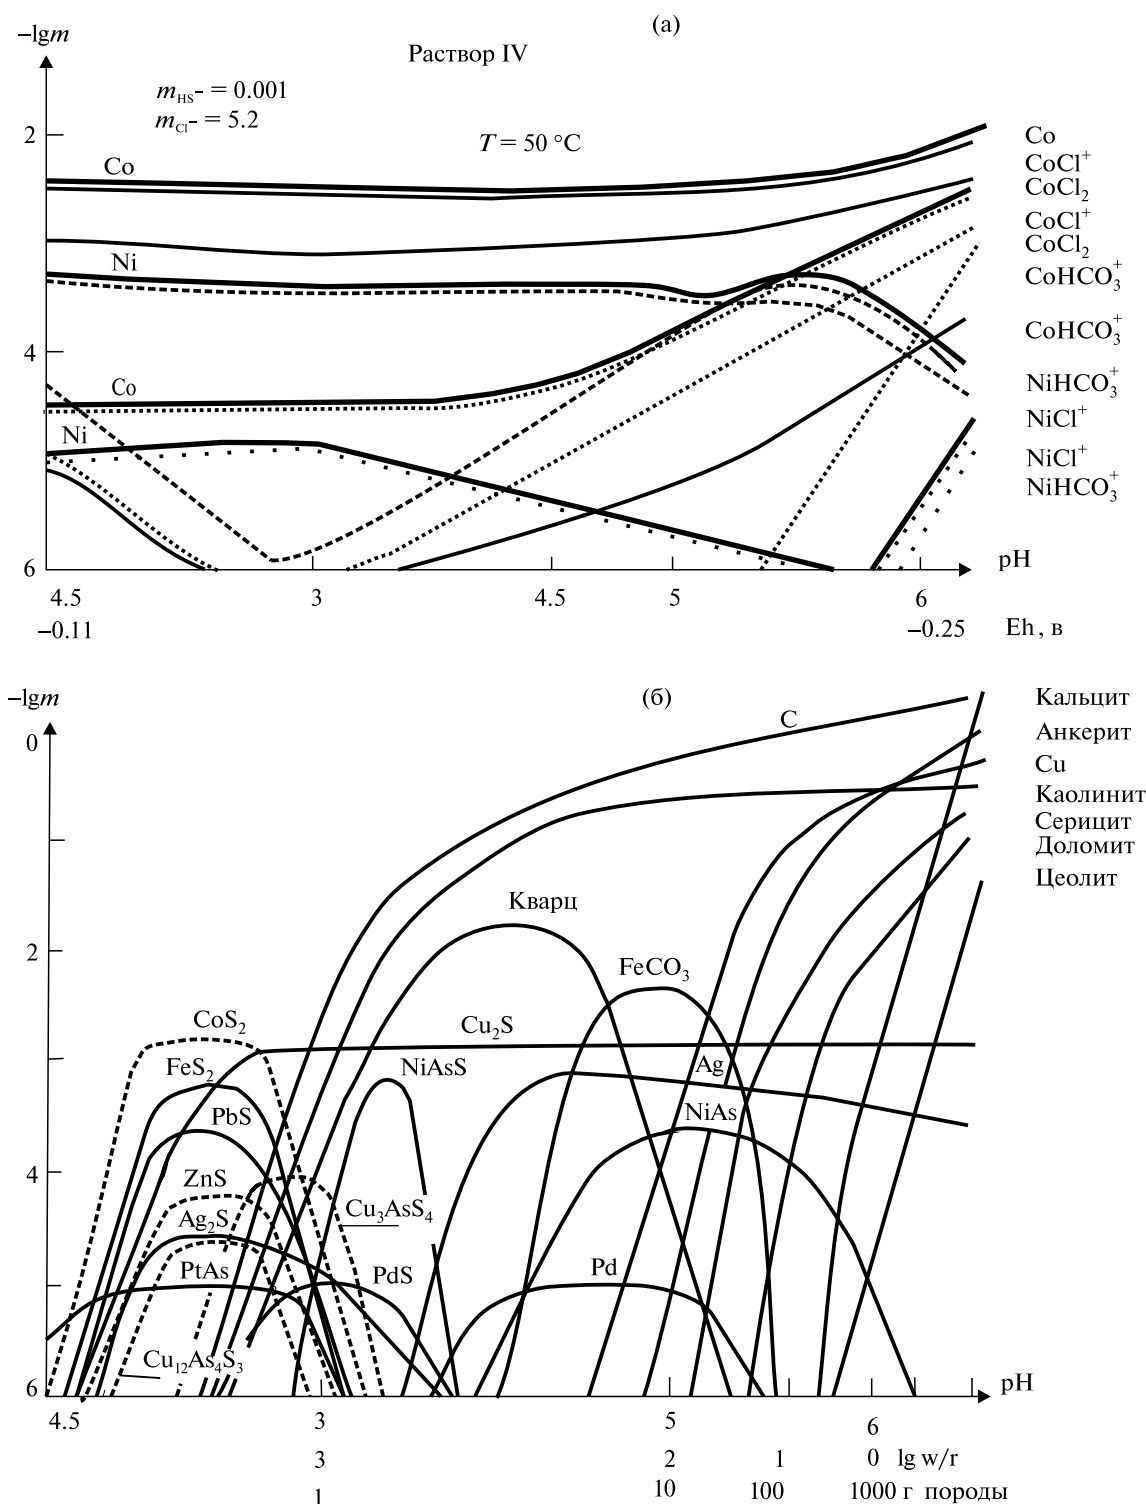 (а)
–lgm
Раствор IV
m_HS⁻ = 0.001
m_Cl⁻ = 5.2
T = 50 °C
2
Co
Co
CoCl⁺
CoCl₂
CoCl⁺
CoCl₂
CoHCO₃⁺
Ni
4
CoHCO₃⁺
Co
NiHCO₃⁺
NiCl⁺
Ni
NiCl⁺
NiHCO₃⁺
6
pH
4.5 3 4.5 5 6
–0.11 –0.25 Eh, в
(б)
–lgm
Кальцит
C
0
Анкерит
Cu
Каолинит
Серицит
Доломит
Цеолит
Кварц
2
FeCO₃
CoS₂
Cu₂S
FeS₂
NiAsS
Ag
PbS
NiAs
4
ZnS
Ag₂S
Cu₃AsS₄
PtAs
PdS
Pd
Cu₁₂As₄S₃
6
pH
4.5 3 5 6
3 2 1 0 lg w/r
1 10 100 1000 г породы